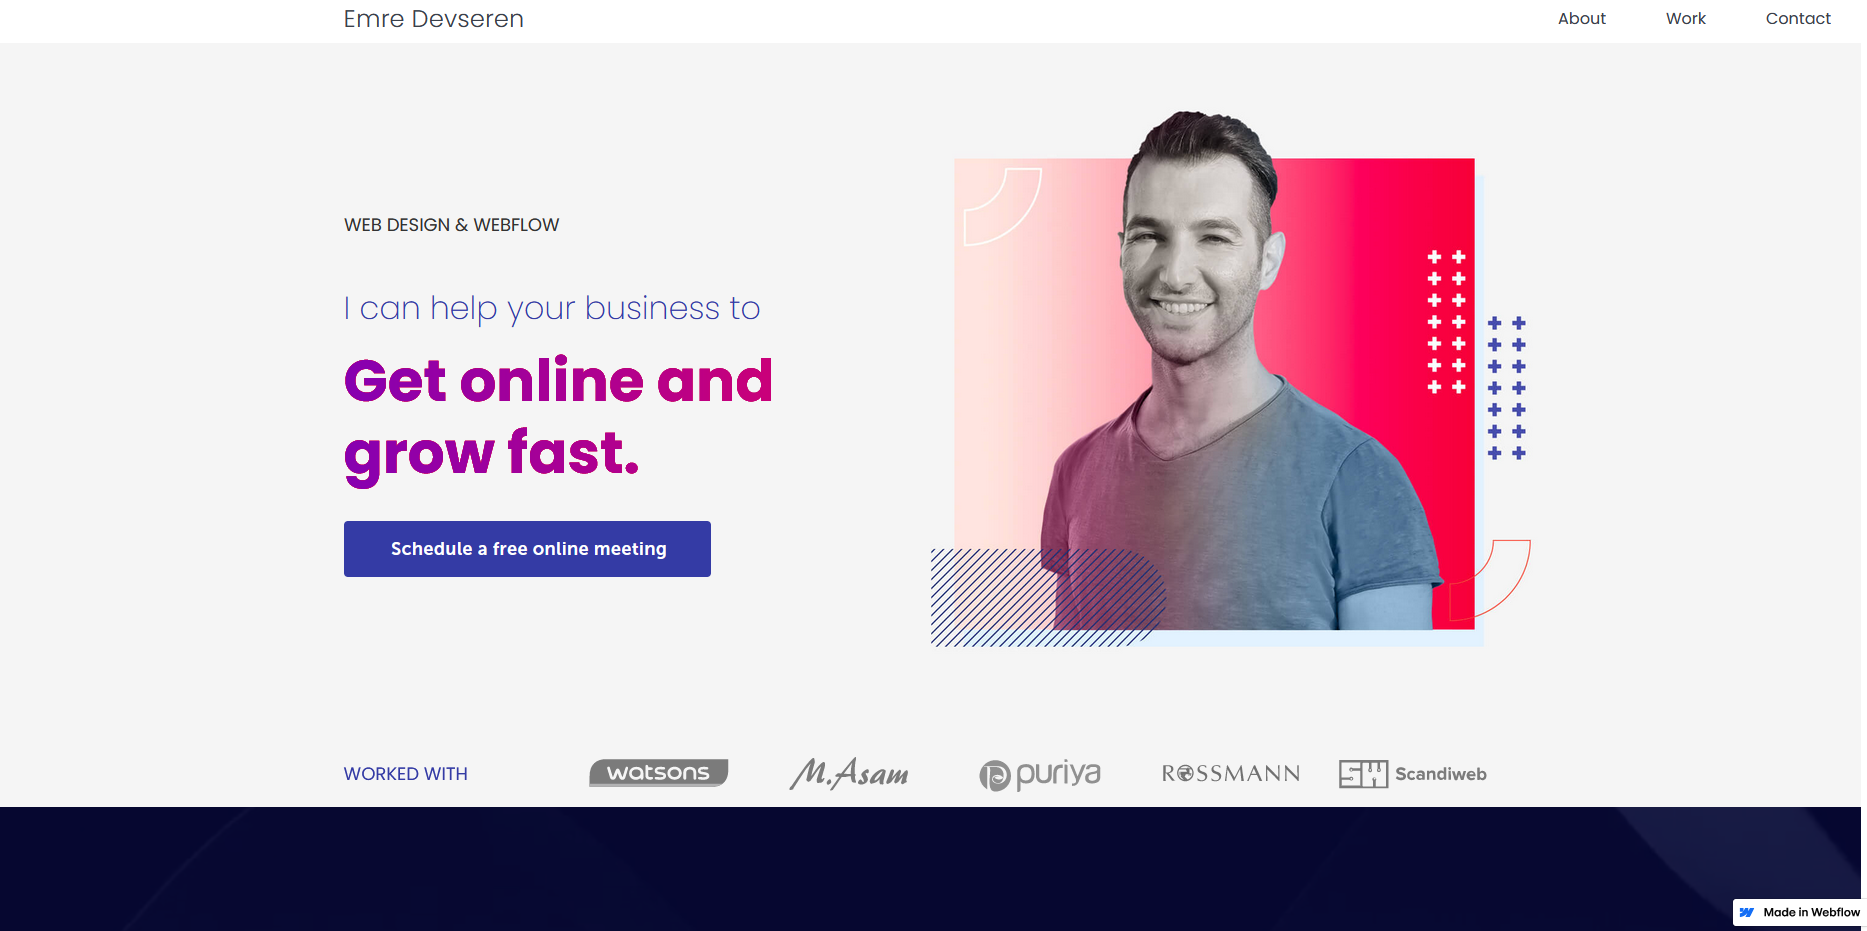 Emre Devseren
About
Work
Contact
WEB DESIGN & WEBFLOW
I can help your business to
Get online and
grow fast.
Schedule a free online meeting
WORKED WITH
watsons
M.Asam
puriya
ROSSMANN
Scandiweb
Made in Webflow